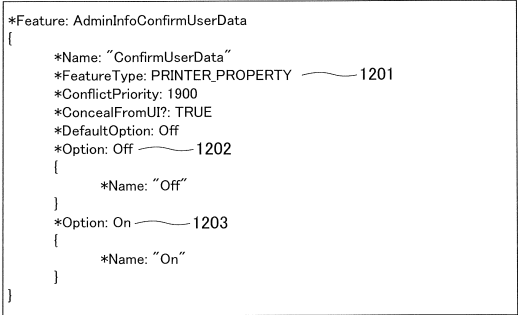 *Feature: AdminInfoConfirmUserData
{
*Name: "ConfirmUserData"
*FeatureType: PRINTER_PROPERTY 1201
*ConflictPriority: 1900
*ConcealFromUI?: TRUE
*DefaultOption: Off
*Option: Off 1202
{
*Name: "Off"
}
*Option: On 1203
{
*Name: "On"
}
}